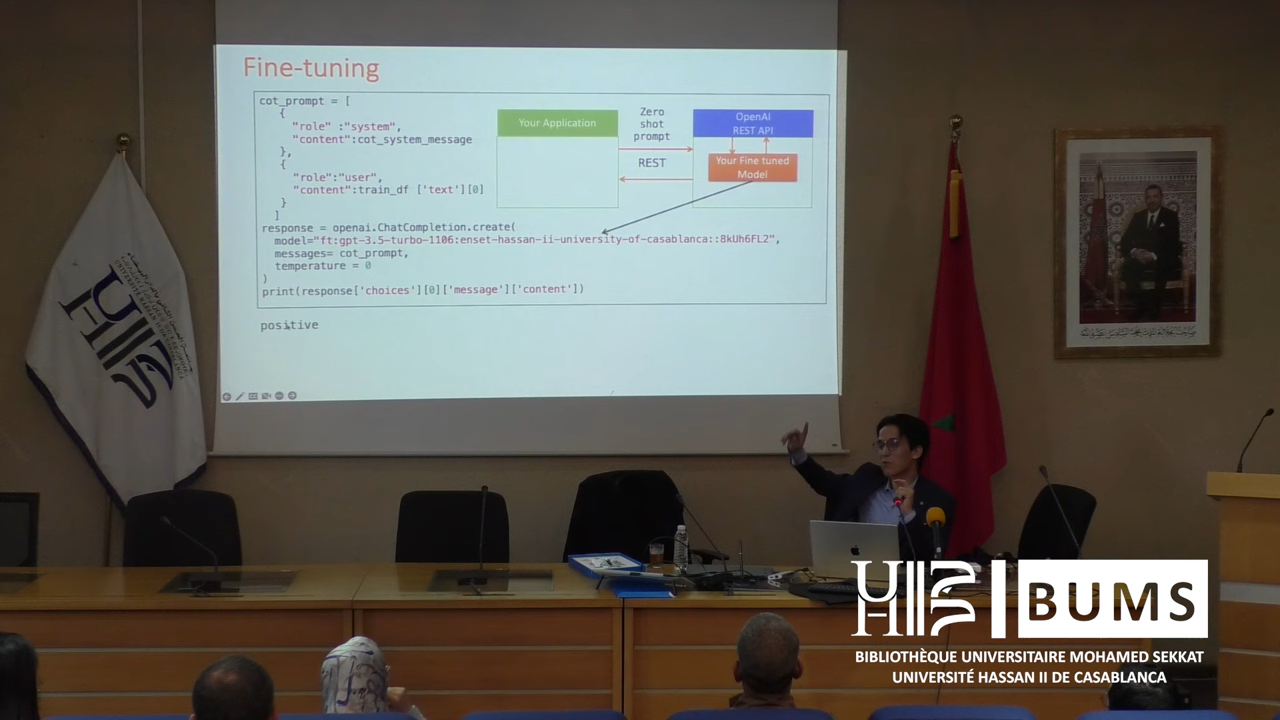 Fine-tuning
cot_prompt = [
{
"role" :"system",
"content":cot_system_message
},
{
"role":"user",
"content":train_df ['text'][0]
}
]
response = openai.ChatCompletion.create(
model="ft:gpt-3.5-turbo-1106:enset-hassan-ii-university-of-casablanca::8kUh6FL2",
messages= cot_prompt,
temperature = 0
)
print(response['choices'][0]['message']['content'])
positive
Your Application
Zero
shot
prompt
REST
OpenAI
REST API
Your Fine tuned
Model
BUMS
BIBLIOTHÈQUE UNIVERSITAIRE MOHAMED SEKKAT
UNIVERSITÉ HASSAN II DE CASABLANCA